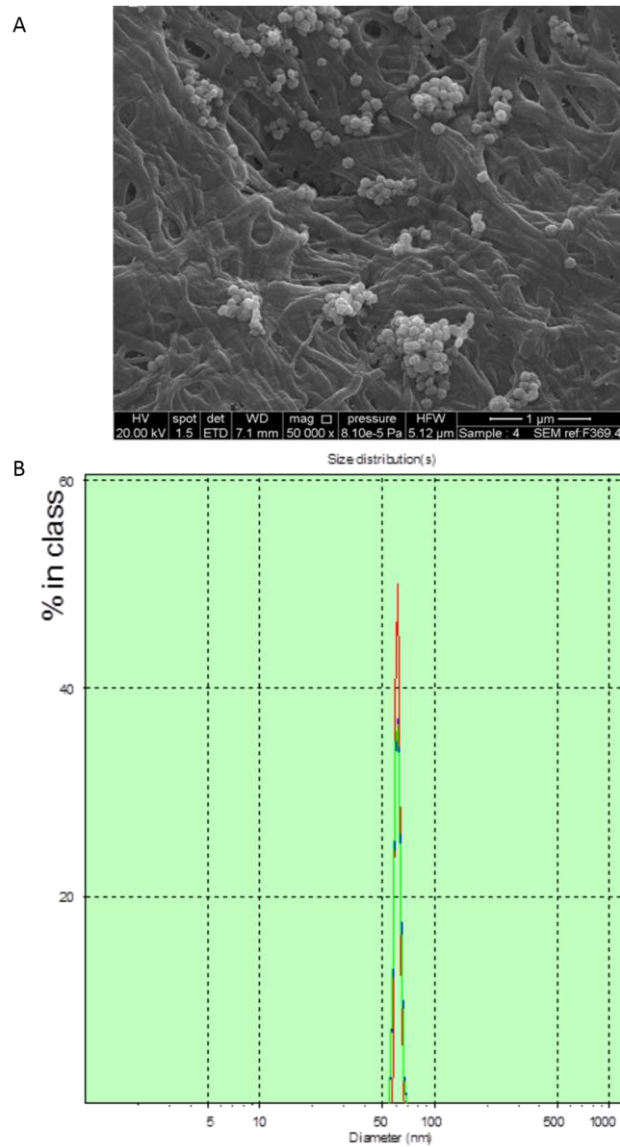 A
HV spot det WD mag □ pressure HFW 1 µm
20.00 kV 1.5 ETD 7.1 mm 50 000 x 8.10e-5 Pa 5.12 µm Sample : 4 SEM ref:F369.4
B
Size distribution(s)
% in class
60
40
20
5 10 50 100 500 1000
Diameter (nm)